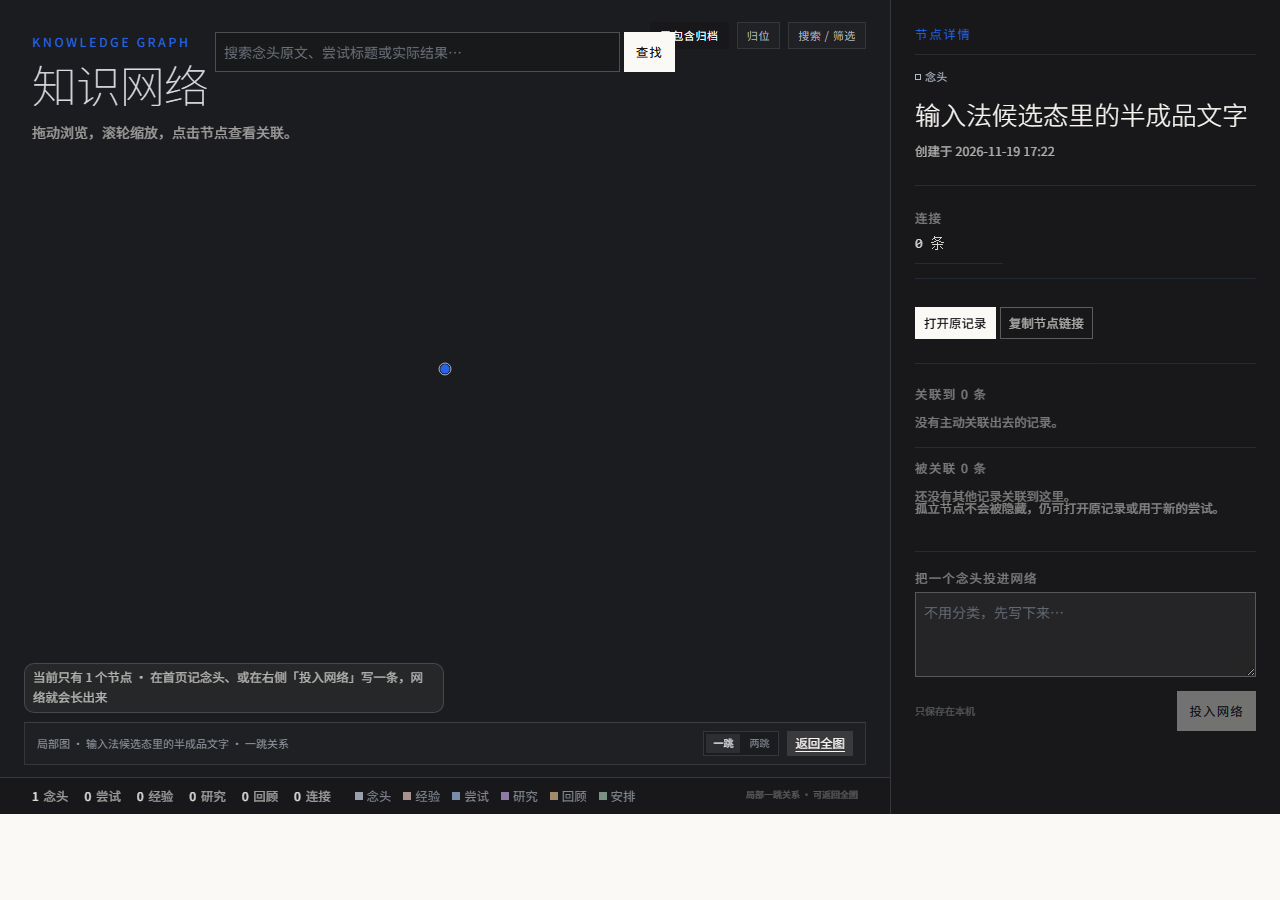 KNOWLEDGE GRAPH
知识网络
拖动浏览，滚轮缩放，点击节点查看关联。
搜索念头原文、尝试标题或实际结果…
查找
包含归档
归位
搜索 / 筛选
当前只有 1 个节点 · 在首页记念头、或在右侧「投入网络」写一条，网
络就会长出来
局部图 · 输入法候选态里的半成品文字 · 一跳关系
一跳
两跳
返回全图
1 念头
0 尝试
0 经验
0 研究
0 回顾
0 连接
念头
经验
尝试
研究
回顾
安排
局部一跳关系 · 可返回全图
节点详情
念头
输入法候选态里的半成品文字
创建于 2026-11-19 17:22
连接
0 条
打开原记录
复制节点链接
关联到 0 条
没有主动关联出去的记录。
被关联 0 条
还没有其他记录关联到这里。
孤立节点不会被隐藏，仍可打开原记录或用于新的尝试。
把一个念头投进网络
不用分类，先写下来…
只保存在本机
投入网络